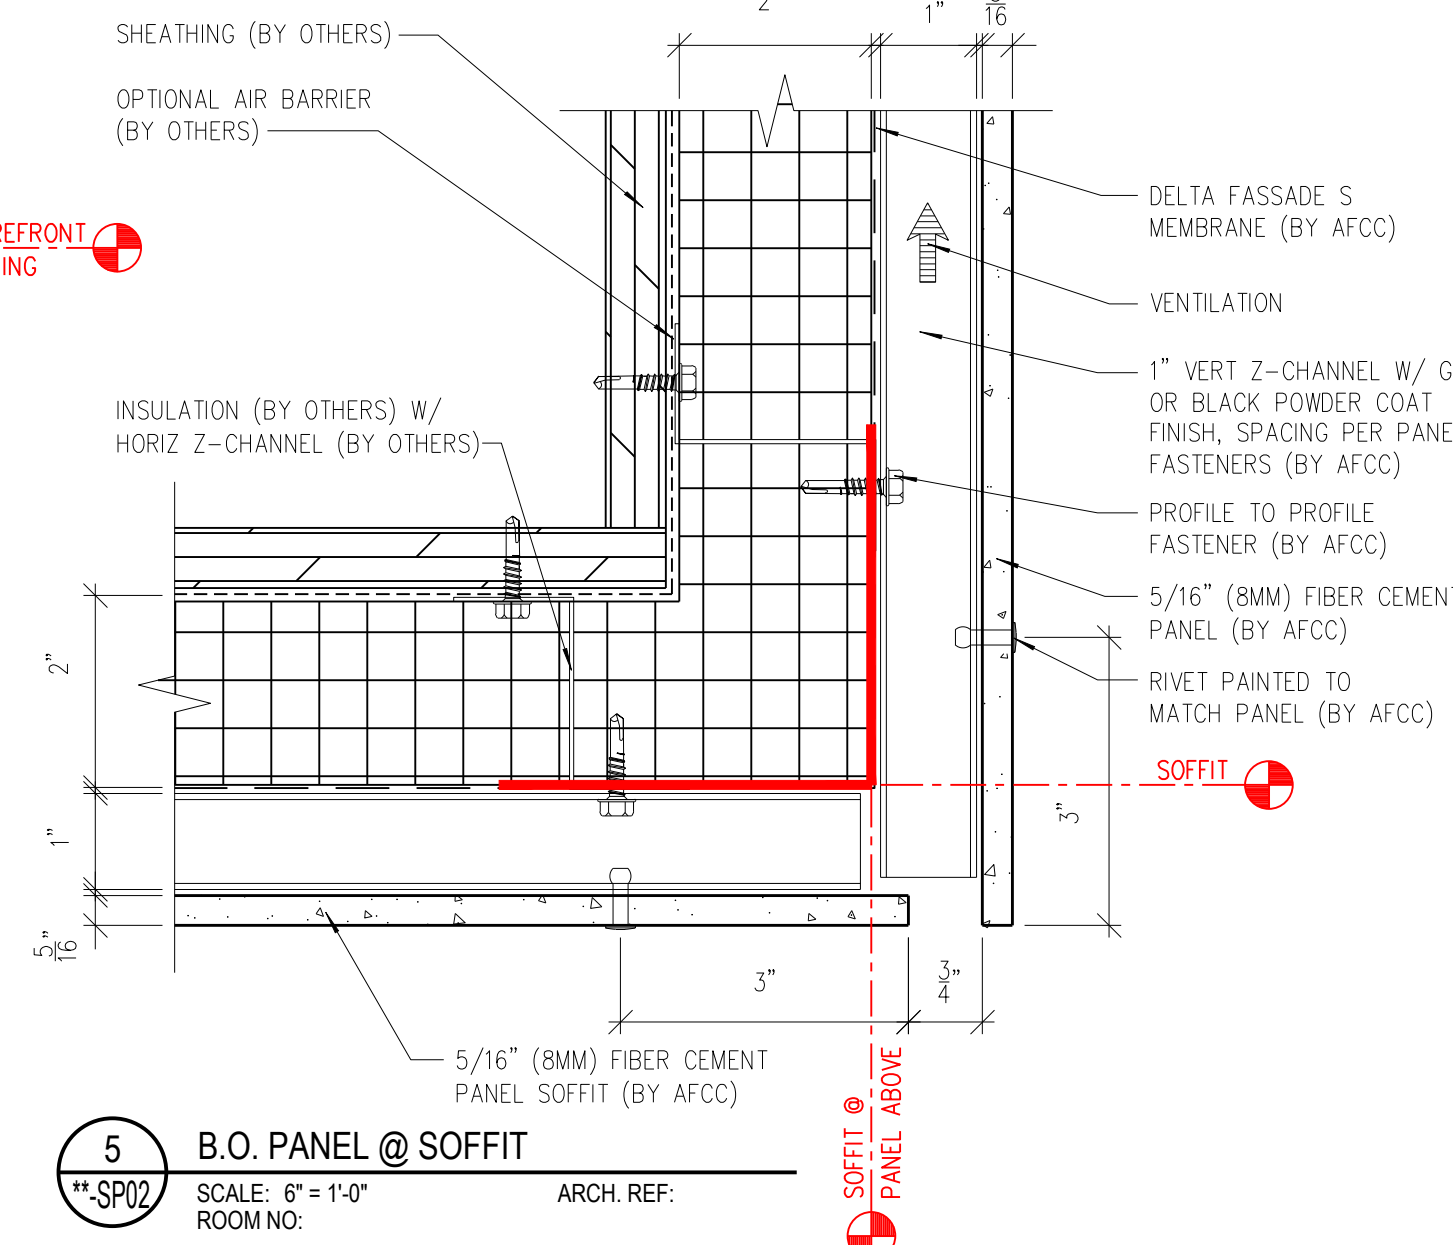 2
1"
16
SHEATHING (BY OTHERS)
OPTIONAL AIR BARRIER
(BY OTHERS)
REFRONT
ING
INSULATION (BY OTHERS) W/
HORIZ Z-CHANNEL (BY OTHERS)
DELTA FASSADE S
MEMBRANE (BY AFCC)
VENTILATION
1" VERT Z-CHANNEL W/ G
OR BLACK POWDER COAT
FINISH, SPACING PER PANE
FASTENERS (BY AFCC)
PROFILE TO PROFILE
FASTENER (BY AFCC)
5/16" (8MM) FIBER CEMENT
PANEL (BY AFCC)
RIVET PAINTED TO
MATCH PANEL (BY AFCC)
SOFFIT
2"
1"
5/16"
3"
3"
3/4"
5/16" (8MM) FIBER CEMENT
PANEL SOFFIT (BY AFCC)
SOFFIT @
PANEL ABOVE
5
**-SP02
B.O. PANEL @ SOFFIT
SCALE: 6" = 1'-0"
ARCH. REF:
ROOM NO: